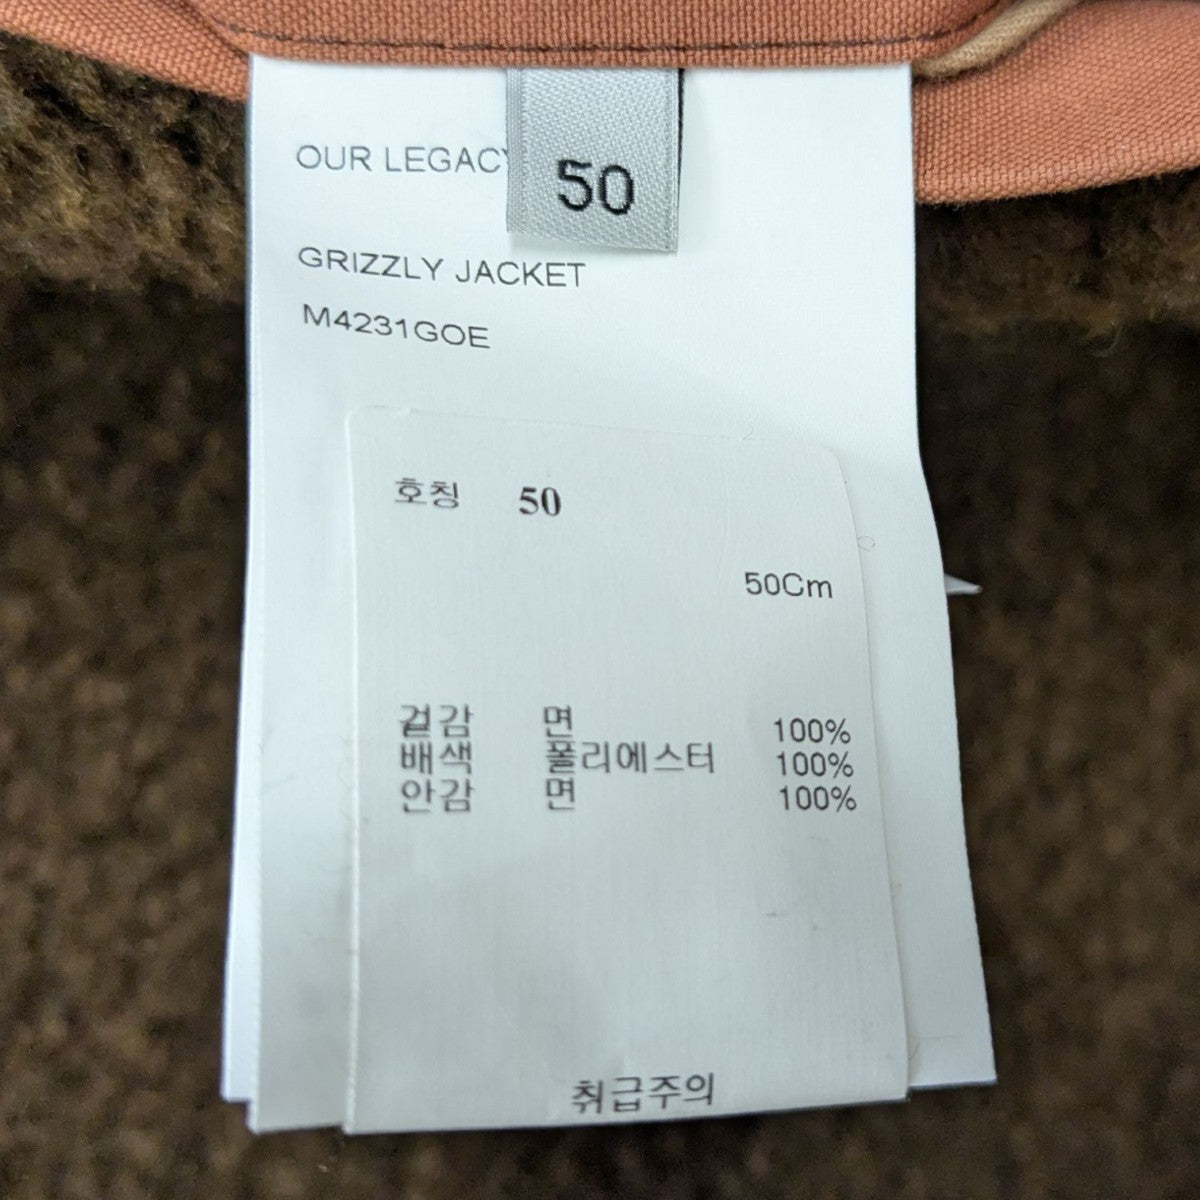 OUR LEGACY
50
GRIZZLY JACKET
M4231GOE
호칭 50
50Cm
겉감 면 100%
배색 폴리에스터 100%
안감 면 100%
취급주의